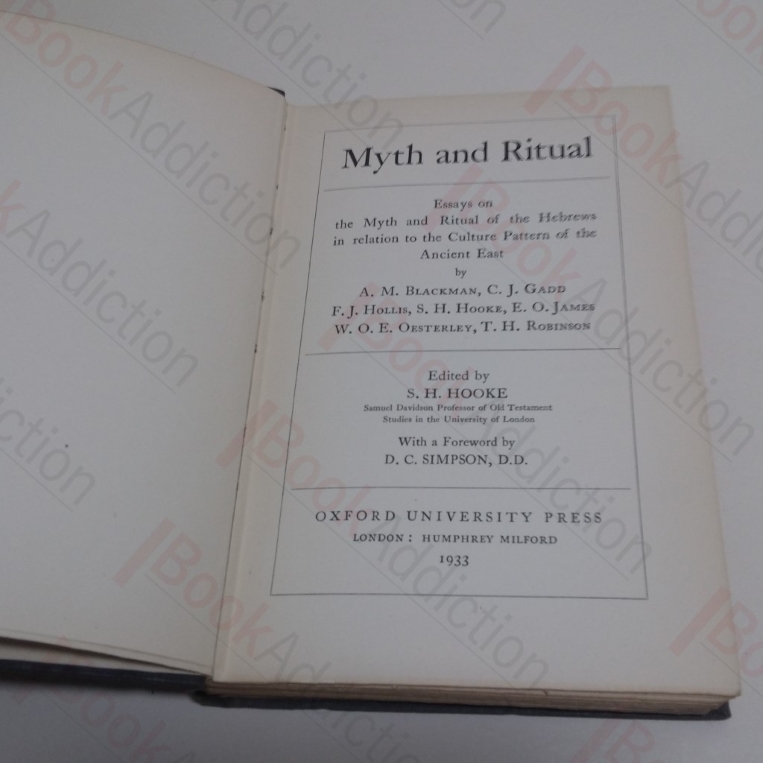 Myth and Ritual
Essays on
the Myth and Ritual of the Hebrews
in relation to the Culture Pattern of the
Ancient East
by
A. M. BLACKMAN, C. J. GADD
F. J. HOLLIS, S. H. HOOKE, E. O. JAMES
W. O. E. OESTERLEY, T. H. ROBINSON
Edited by
S. H. HOOKE
Samuel Davidson Professor of Old Testament
Studies in the University of London
With a Foreword by
D. C. SIMPSON, D.D.
OXFORD UNIVERSITY PRESS
LONDON: HUMPHREY MILFORD
1933
BookAddiction